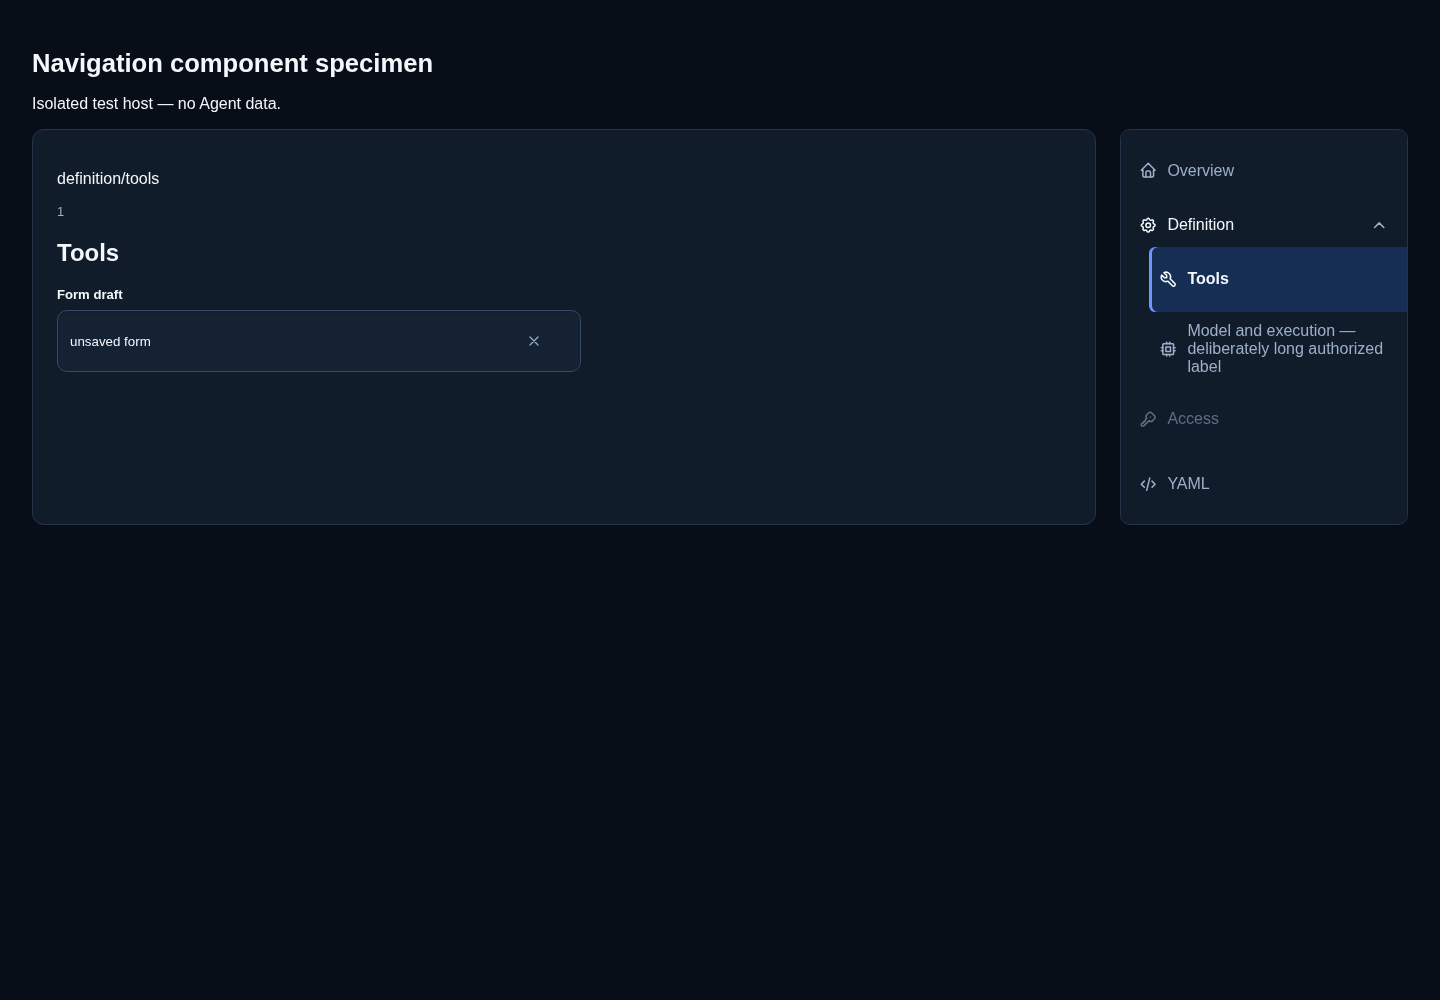 Navigation component specimen
Isolated test host — no Agent data.
definition/tools
1
Tools
Form draft
unsaved form
Overview
Definition
Tools
Model and execution —
deliberately long authorized
label
Access
YAML